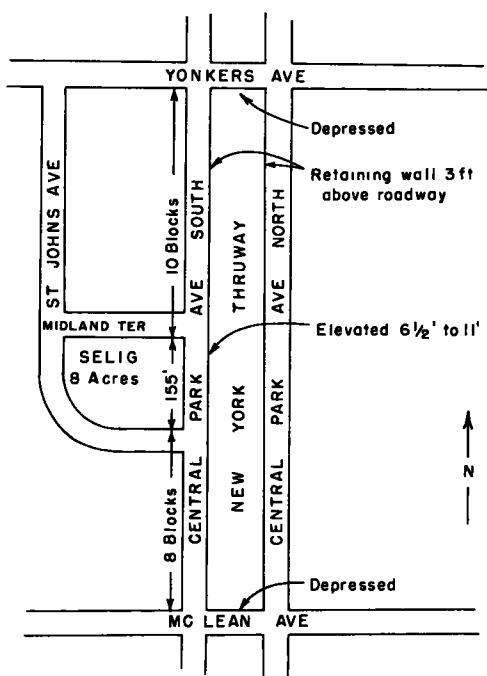 YONKERS AVE
Depressed
Retaining wall 3 ft
above roadway
ST JOHNS AVE
10 Blocks
CENTRAL PARK AVE SOUTH
NEW YORK THRUWAY
CENTRAL PARK AVE NORTH
MIDLAND TER
Elevated 6½' to 11'
SELIG
8 Acres
155'
8 Blocks
N
Depressed
MC LEAN AVE